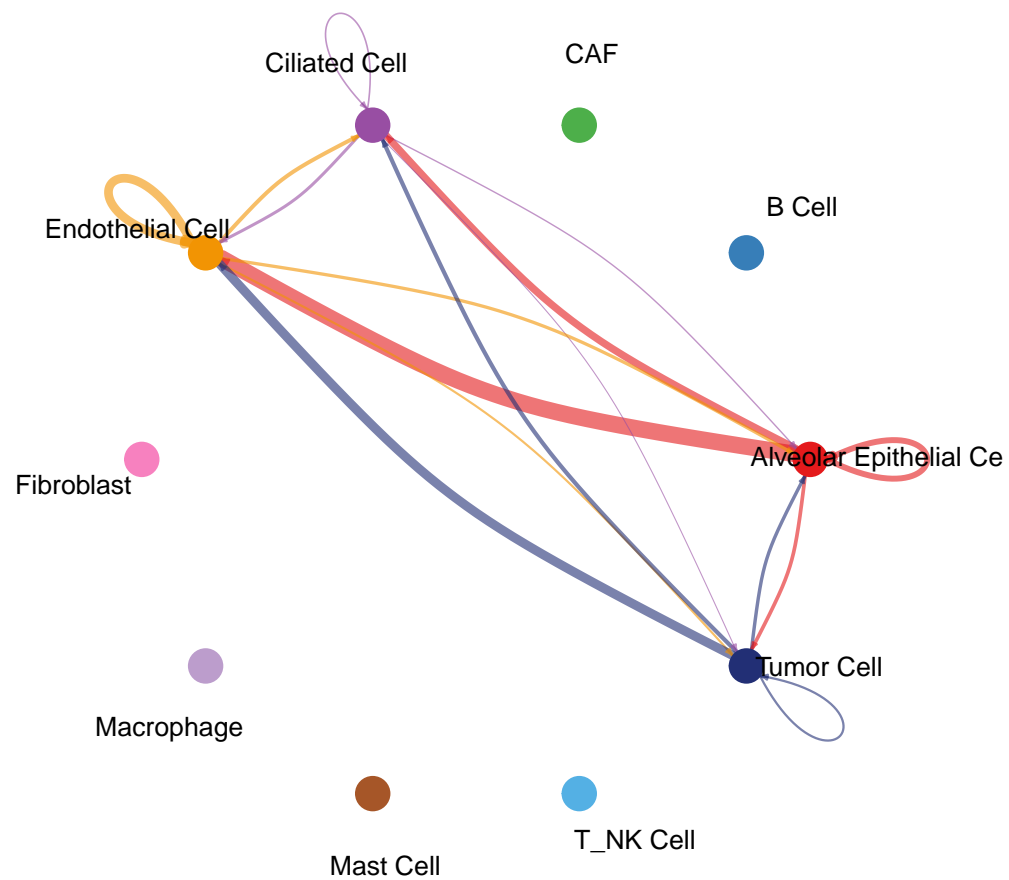 CAF
Ciliated Cell
B Cell
Endothelial Cell
Alveolar Epithelial Ce
Fibroblast
Tumor Cell
Macrophage
T_NK Cell
Mast Cell